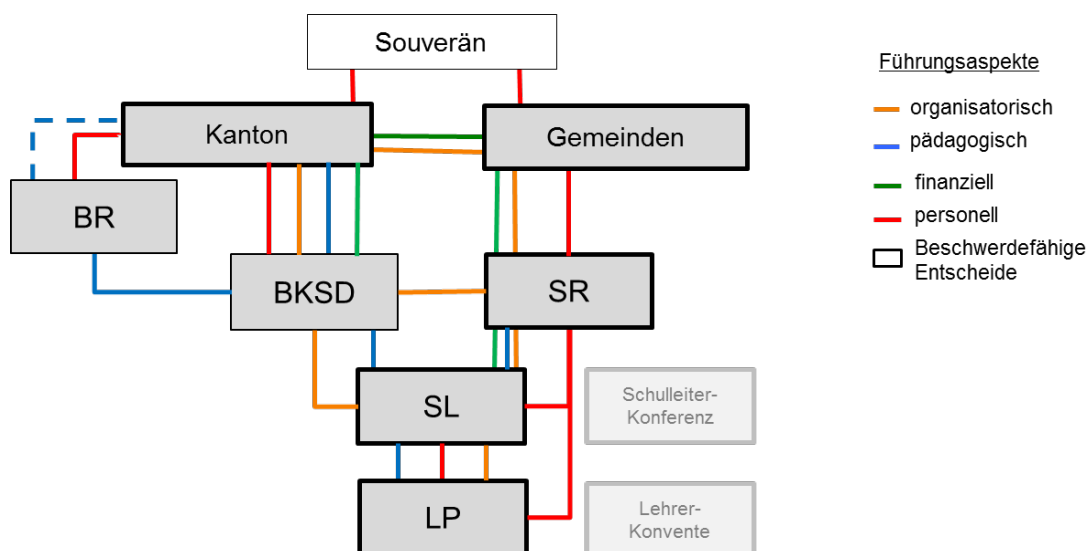 Souverän
Kanton
Gemeinden
BR
BKSD
SR
SL
Schulleiter-
Konferenz
LP
Lehrer-
Konvente
Führungsaspekte
organisatorisch
pädagogisch
finanziell
personell
Beschwerdefähige
Entscheide